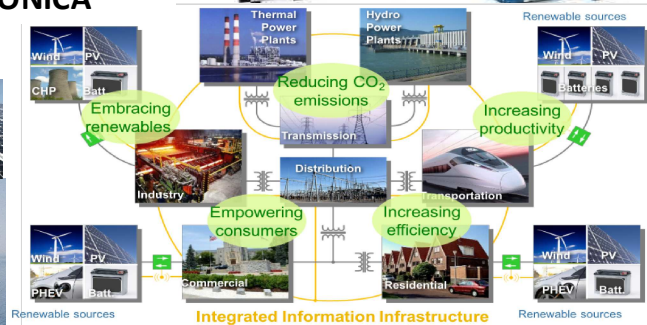 ÓNICA
Renewable sources
Thermal
Power
Plants
Hydro
Power
Plants
Wind
PV
CHP
Batt
Wind
PV
Batteries
Reducing CO₂
emissions
Embracing
renewables
Increasing
productivity
Transmission
Industry
Distribution
Transportation
Empowering
consumers
Increasing
efficiency
Wind
PV
PHEV
Batt
Commercial
Residential
Wind
PV
PHEV
Batt
Renewable sources
Integrated Information Infrastructure
Renewable sources